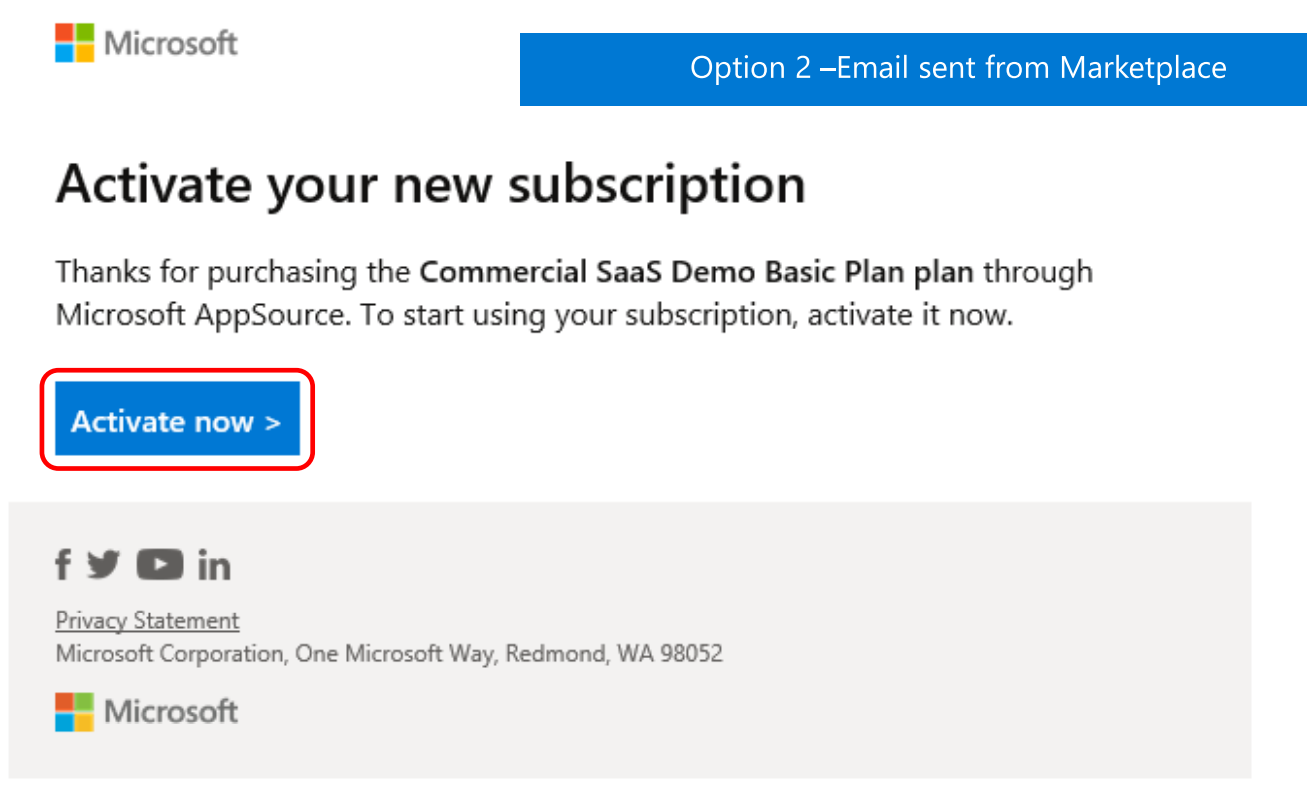 Microsoft
Option 2 –Email sent from Marketplace
Activate your new subscription
Thanks for purchasing the Commercial SaaS Demo Basic Plan plan through
Microsoft AppSource. To start using your subscription, activate it now.
Activate now >
Privacy Statement
Microsoft Corporation, One Microsoft Way, Redmond, WA 98052
Microsoft